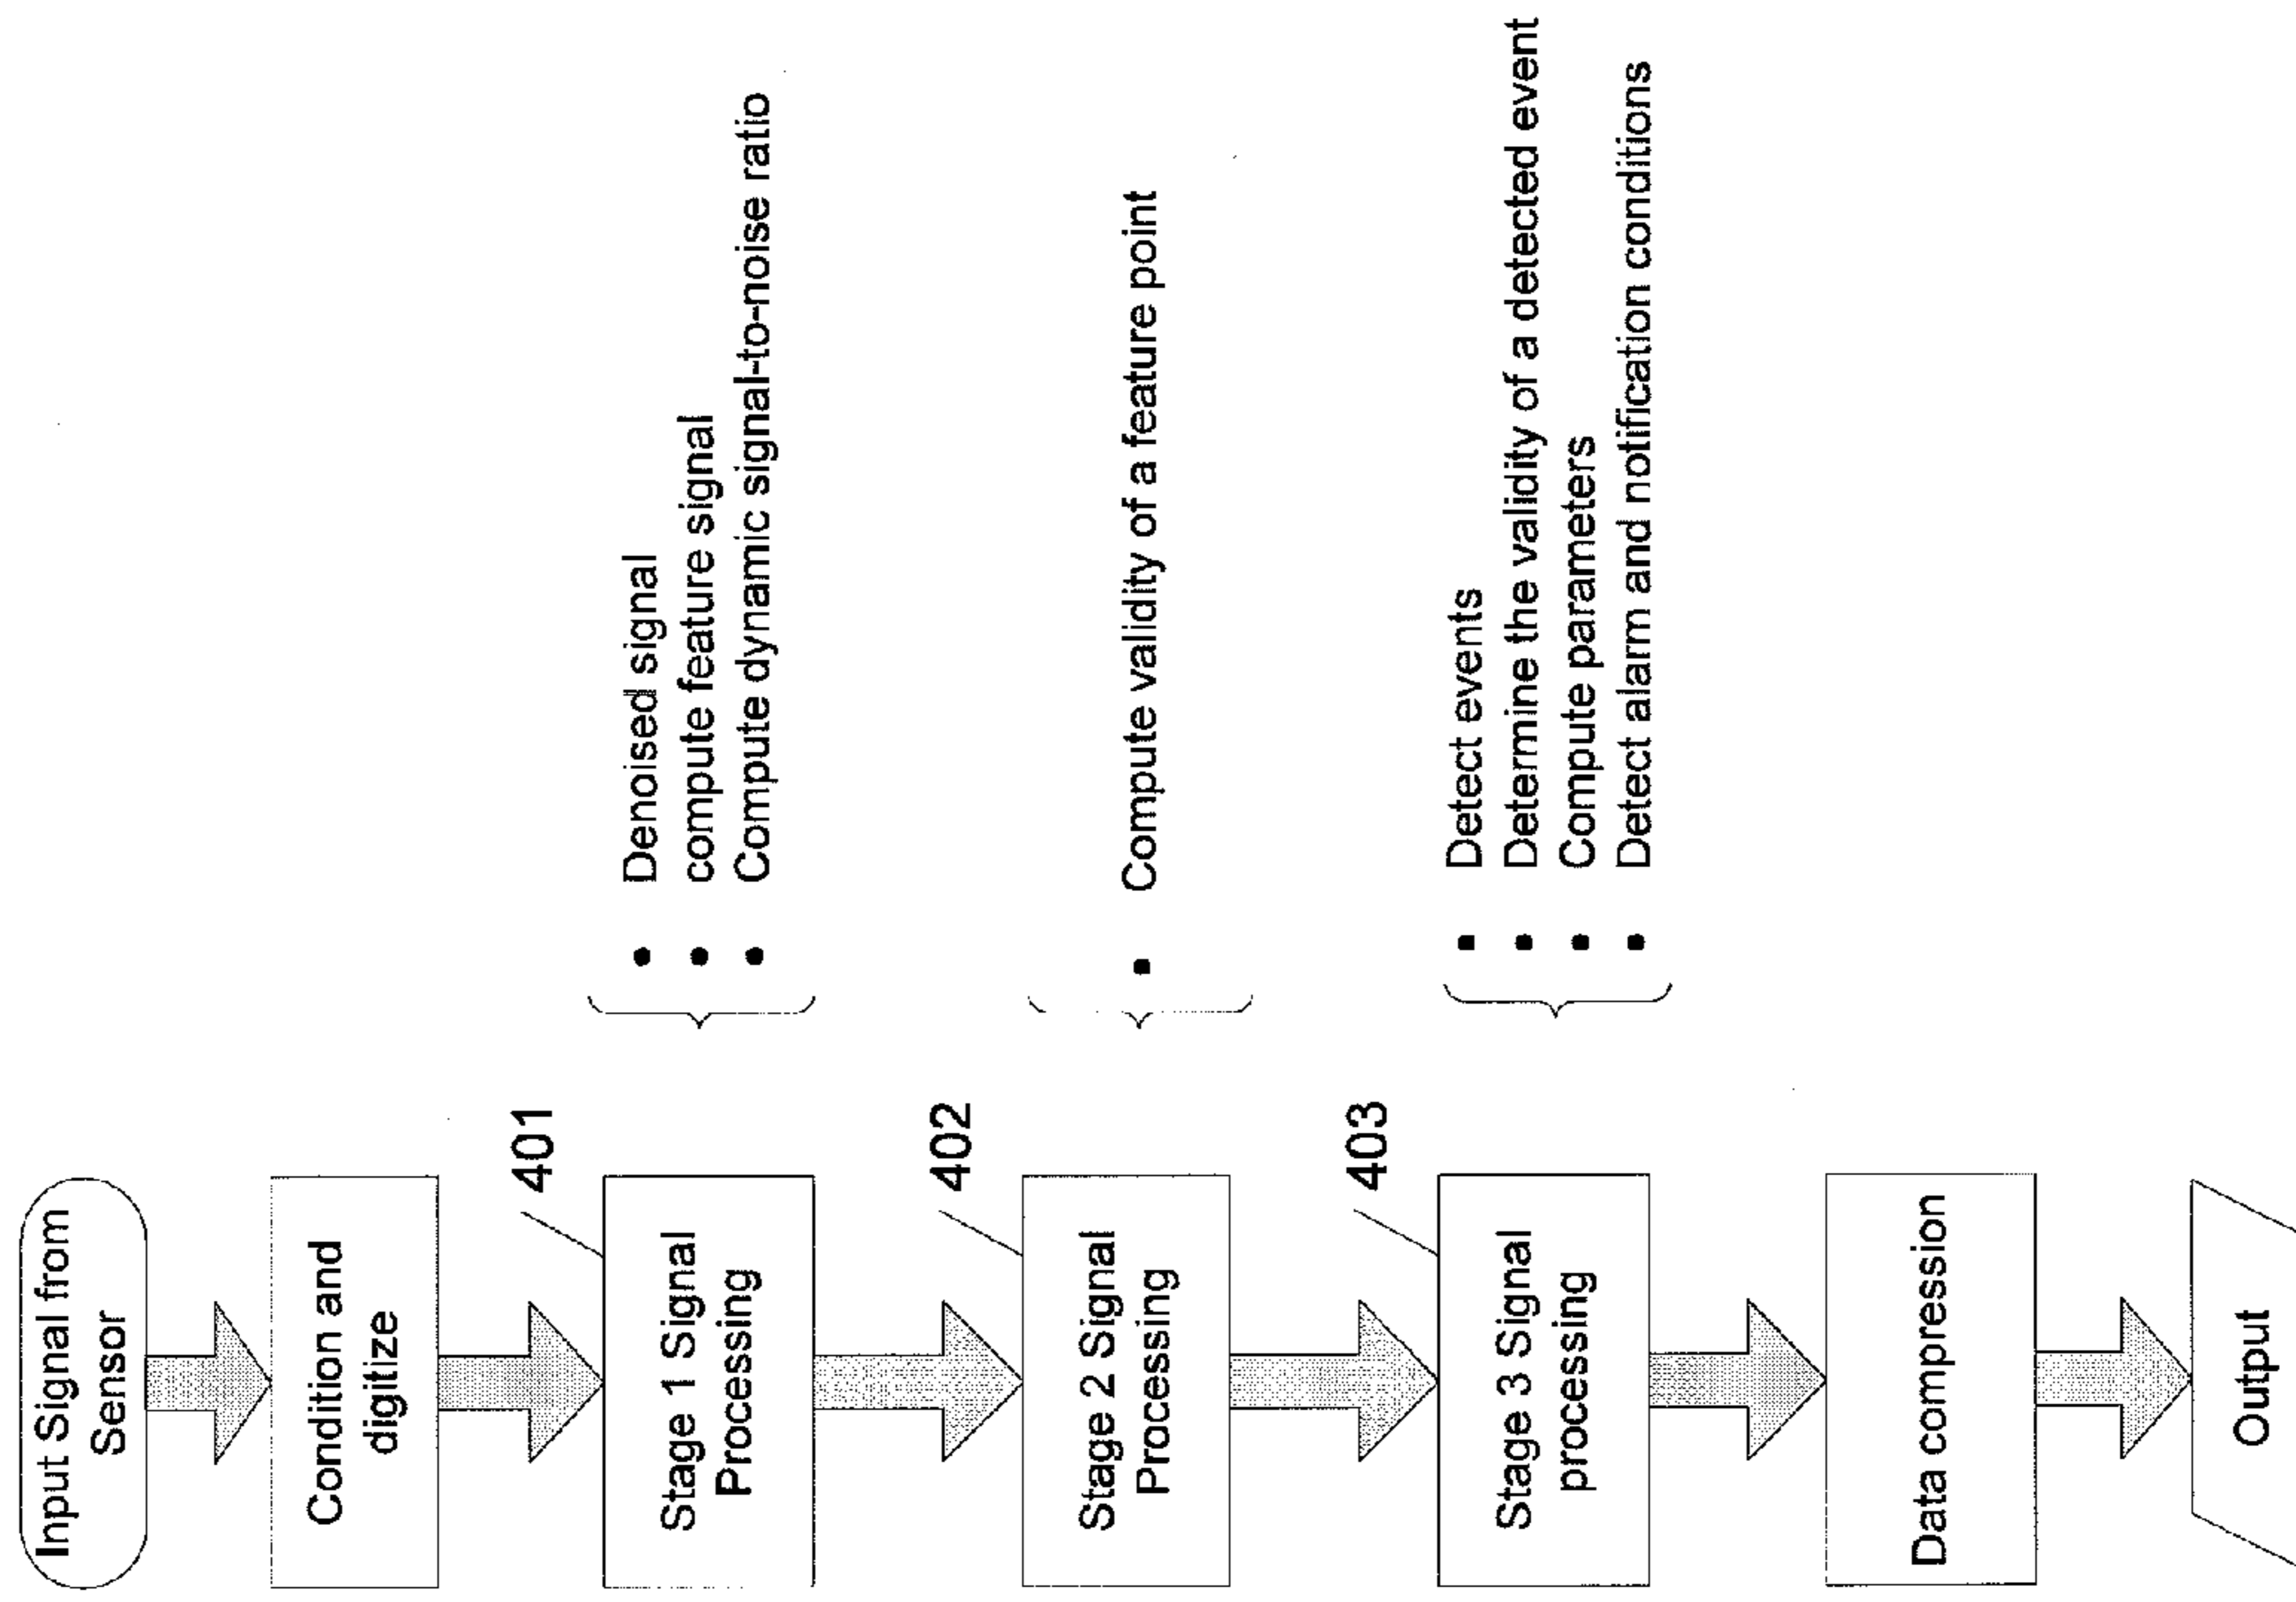 Input Signal from
Sensor
Condition and
digitize
401
Stage 1 Signal
Processing
• Denoised signal
• compute feature signal
• Compute dynamic signal-to-noise ratio
402
Stage 2 Signal
Processing
• Compute validity of a feature point
403
Stage 3 Signal
processing
• Detect events
• Determine the validity of a detected event
• Compute parameters
• Detect alarm and notification conditions
Data compression
Output